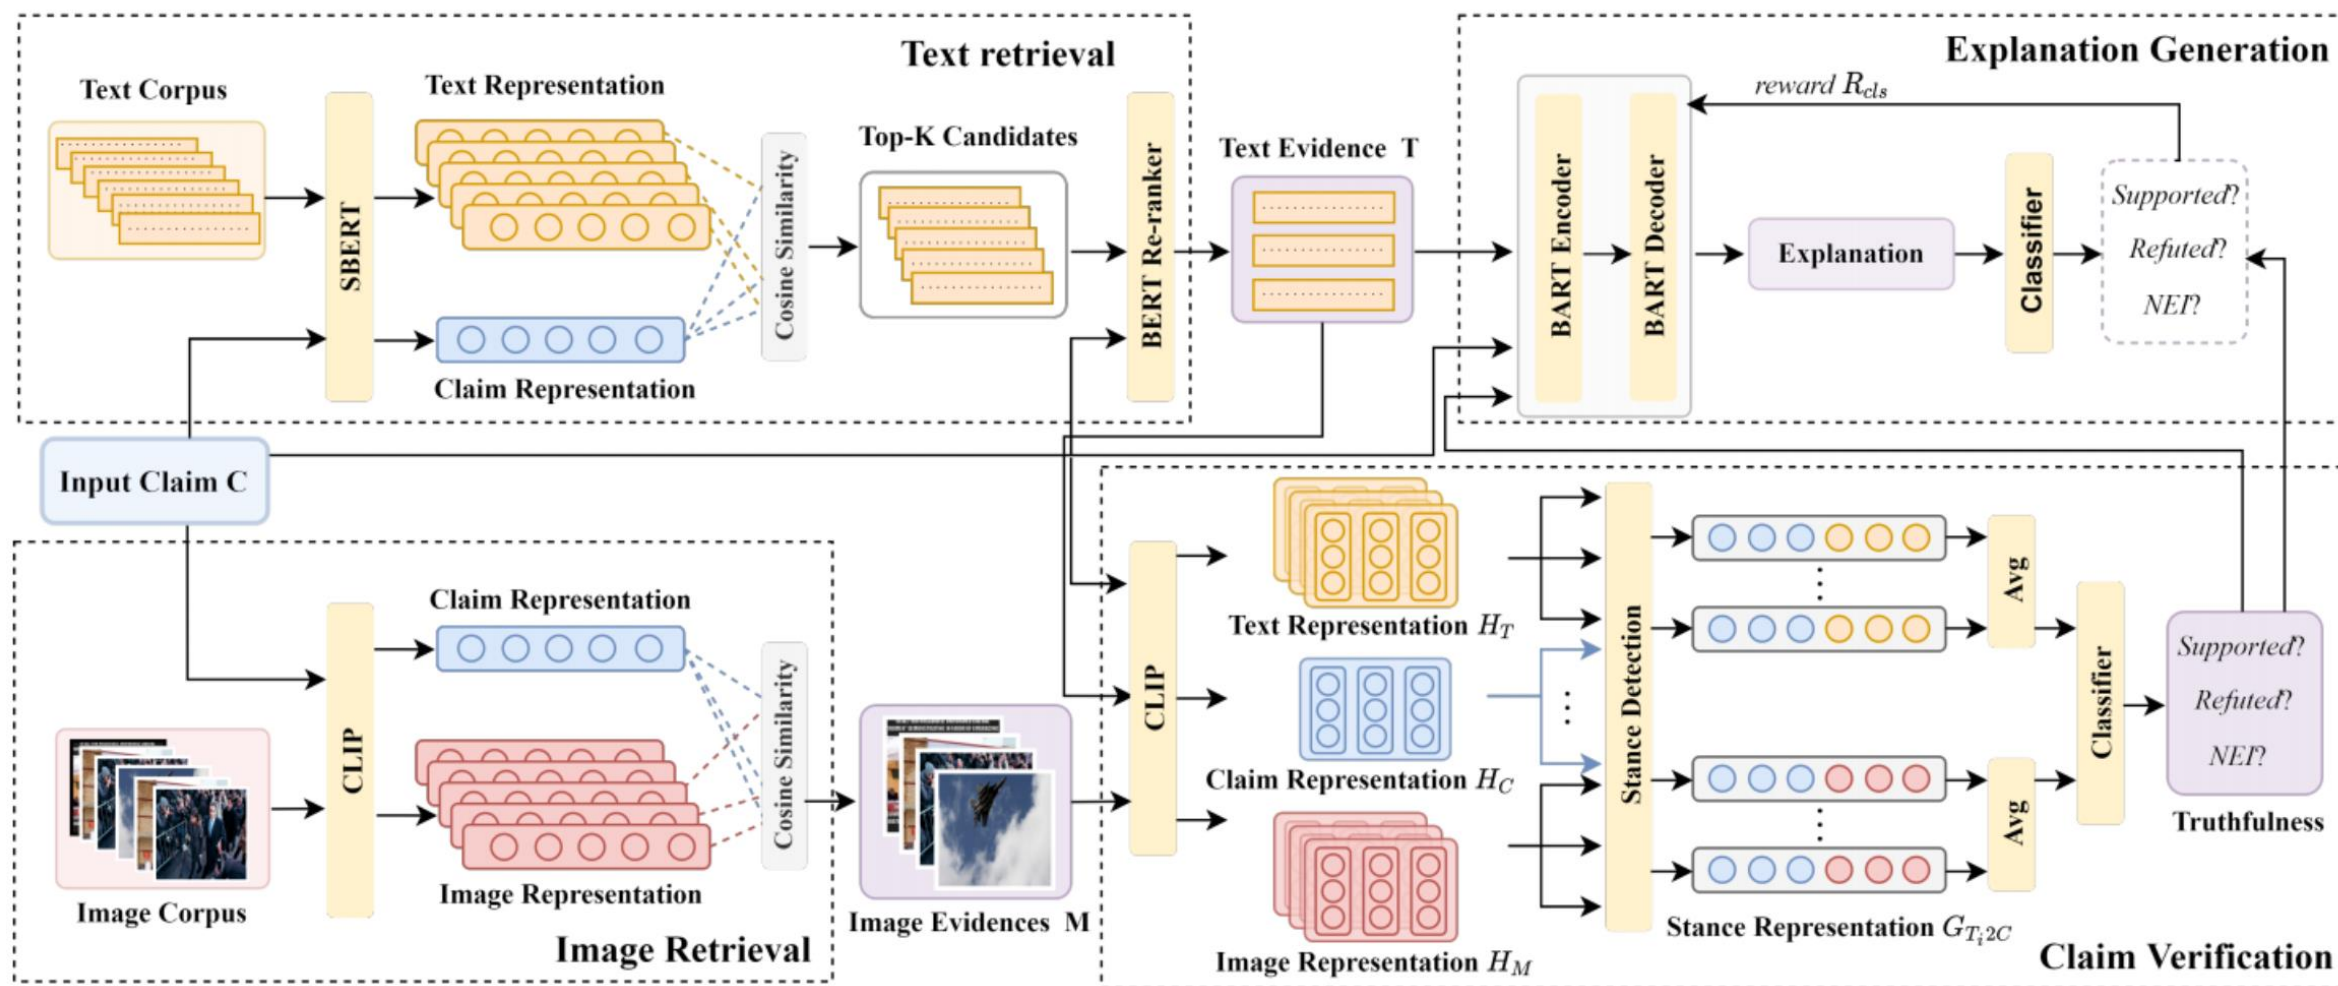 Text retrieval
Text Corpus
SBERT
Text Representation
Claim Representation
Cosine Similarity
Top-K Candidates
BERT Re-ranker
Text Evidence T
Explanation Generation
reward R_cls
BART Encoder
BART Decoder
Explanation
Classifier
Supported?
Refuted?
NEI?
Input Claim C
Claim Representation
CLIP
Image Corpus
Image Representation
Cosine Similarity
Image Retrieval
Image Evidences M
CLIP
Text Representation H_T
Claim Representation H_C
Image Representation H_M
Stance Detection
Avg
Avg
Stance Representation G_{T_i2C}
Classifier
Supported?
Refuted?
NEI?
Truthfulness
Claim Verification